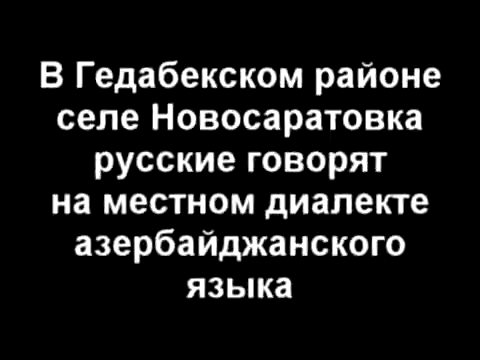 В Гедабекском районе
селе Новосаратовка
русские говорят
на местном диалекте
азербайджанского
языка